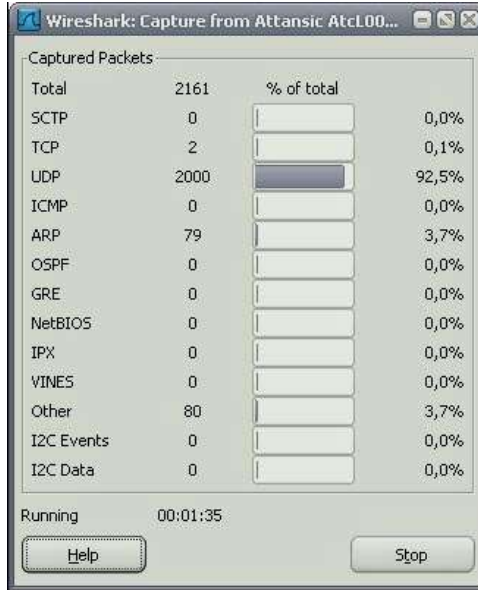 Wireshark: Capture from Attansic AtcL00...
Captured Packets
Total 2161 % of total
SCTP 0 0,0%
TCP 2 0,1%
UDP 2000 92,5%
ICMP 0 0,0%
ARP 79 3,7%
OSPF 0 0,0%
GRE 0 0,0%
NetBIOS 0 0,0%
IPX 0 0,0%
VINES 0 0,0%
Other 80 3,7%
I2C Events 0 0,0%
I2C Data 0 0,0%
Running 00:01:35
Help Stop